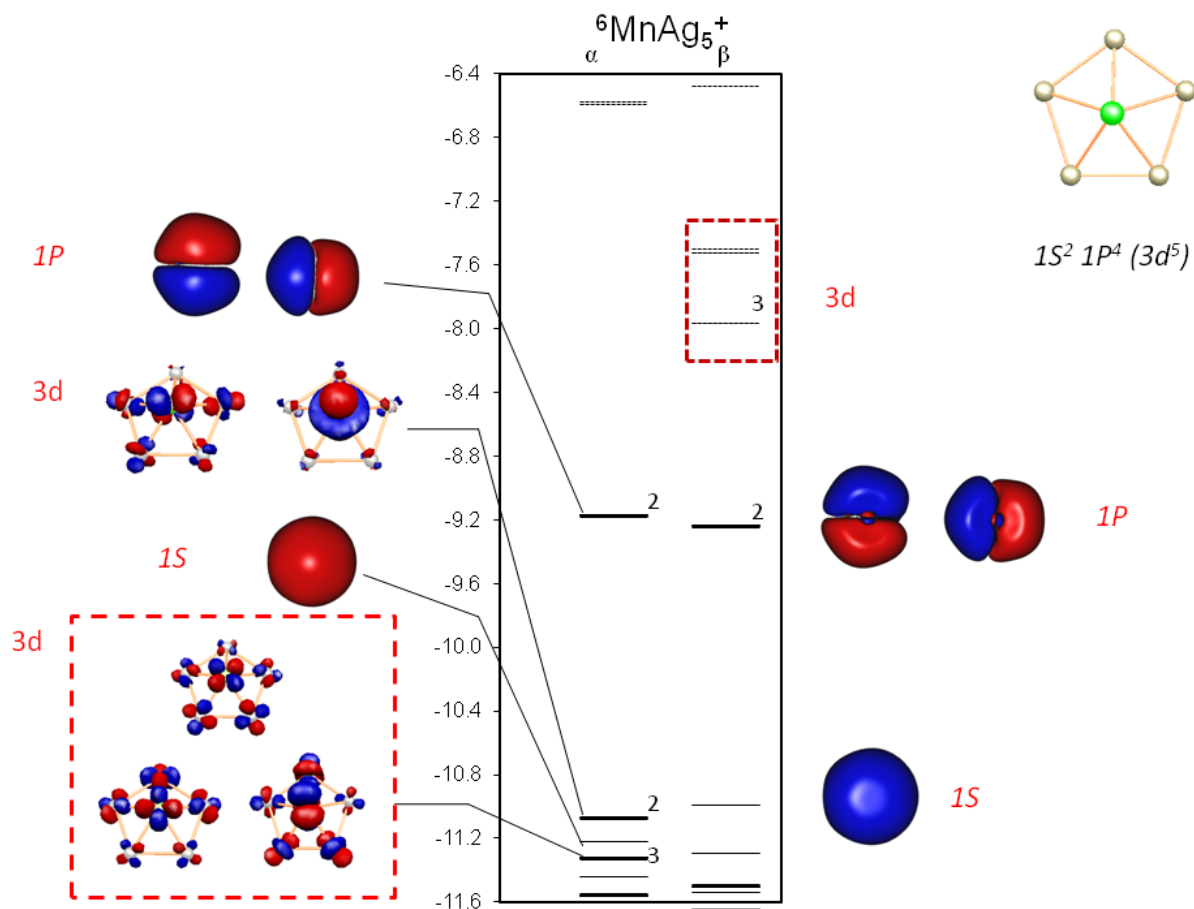 ⁶MnAg₅⁺
α
β
-6.4
-6.8
-7.2
-7.6
-8.0
-8.4
-8.8
-9.2
-9.6
-10.0
-10.4
-10.8
-11.2
-11.6
1P
3d
1S
3d
2
2
3
3
2
3d
1P
1S
1S² 1P⁴ (3d⁵)